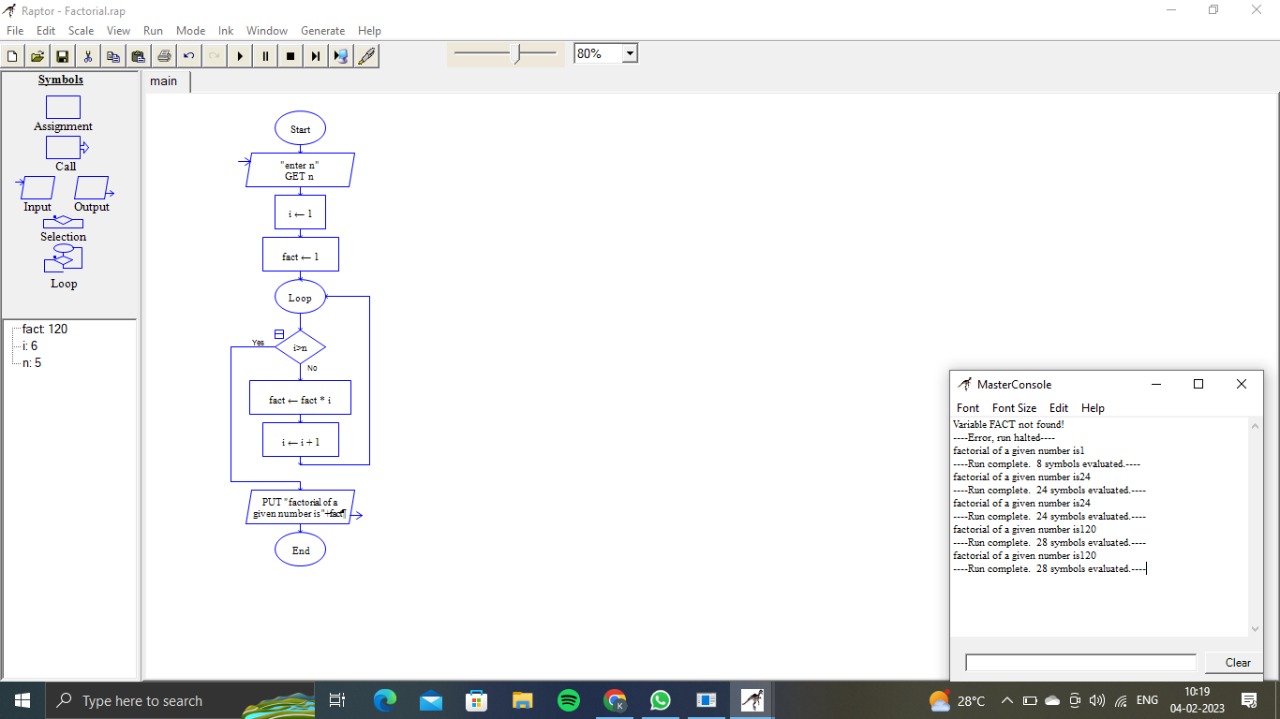 Raptor - Factorial.rap
File Edit Scale View Run Mode Ink Window Generate Help
80%
Symbols
Assignment
Call
Input Output
Selection
Loop
fact: 120
i: 6
n: 5
main
Start
"enter n"
GET n
i ← 1
fact ← 1
Loop
Yes
i>n
No
fact ← fact * i
i ← i + 1
PUT "factorial of a
given number is"+fact¶
End
MasterConsole
Font Font Size Edit Help
Variable FACT not found!
----Error, run halted----
factorial of a given number is1
----Run complete.  8 symbols evaluated.----
factorial of a given number is24
----Run complete.  24 symbols evaluated.----
factorial of a given number is24
----Run complete.  24 symbols evaluated.----
factorial of a given number is120
----Run complete.  28 symbols evaluated.----
factorial of a given number is120
----Run complete.  28 symbols evaluated.----
Clear
Type here to search
28°C
ENG
10:19
04-02-2023